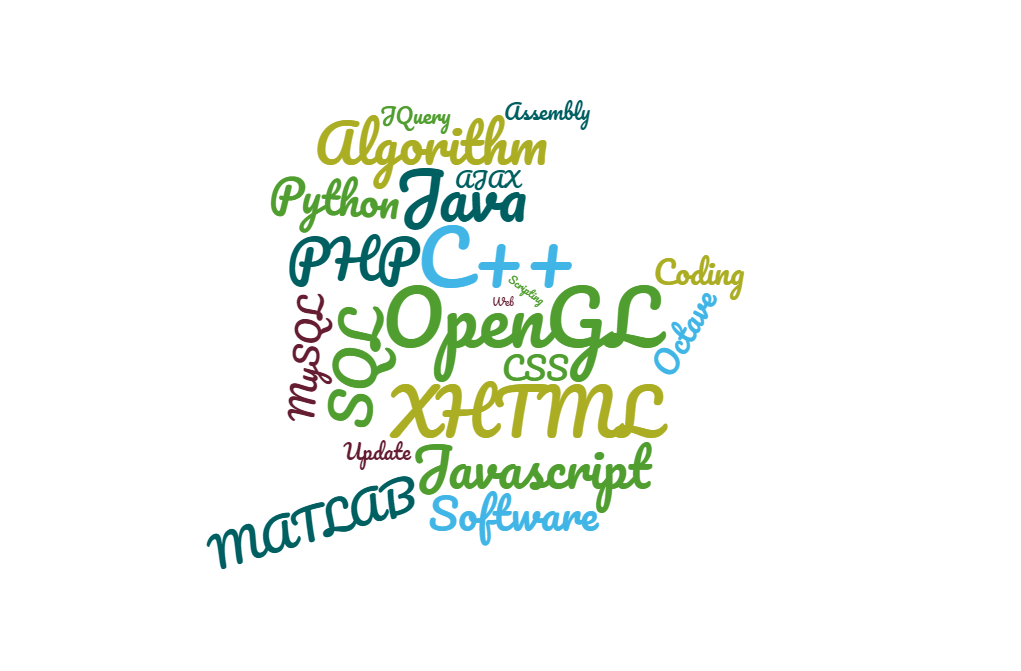 JQuery
Assembly
Algorithm
AJAX
Python
Java
PHP
C++
Coding
Scripting
Web
OpenGL
Octave
MySQL
SQL
CSS
XHTML
Update
Javascript
MATLAB
Software